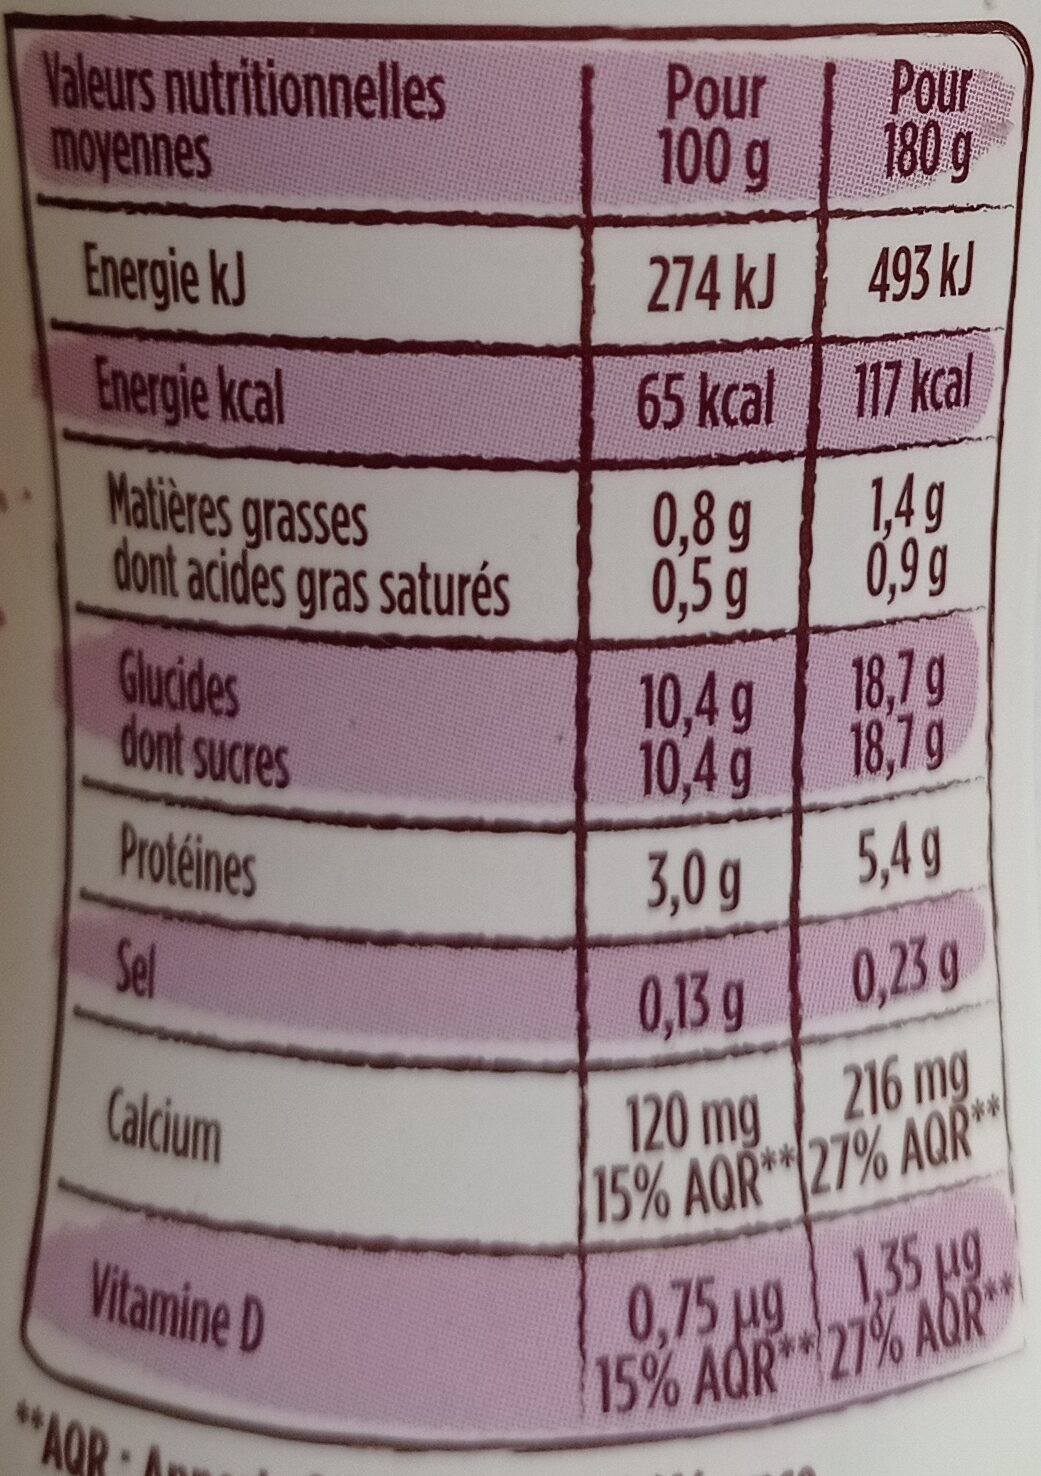 Valeurs nutritionnelles moyennes Pour 100 g Pour 180 g
Energie kJ 274 kJ 493 kJ
Energie kcal 65 kcal 117 kcal
Matières grasses 0,8 g 1,4 g
dont acides gras saturés 0,5 g 0,9 g
Glucides 10,4 g 18,7 g
dont sucres 10,4 g 18,7 g
Protéines 3,0 g 5,4 g
Sel 0,13 g 0,23 g
Calcium 120 mg 216 mg
15% AQR** 27% AQR**
Vitamine D 0,75 µg 1,35 µg
15% AQR** 27% AQR**
**AQR :